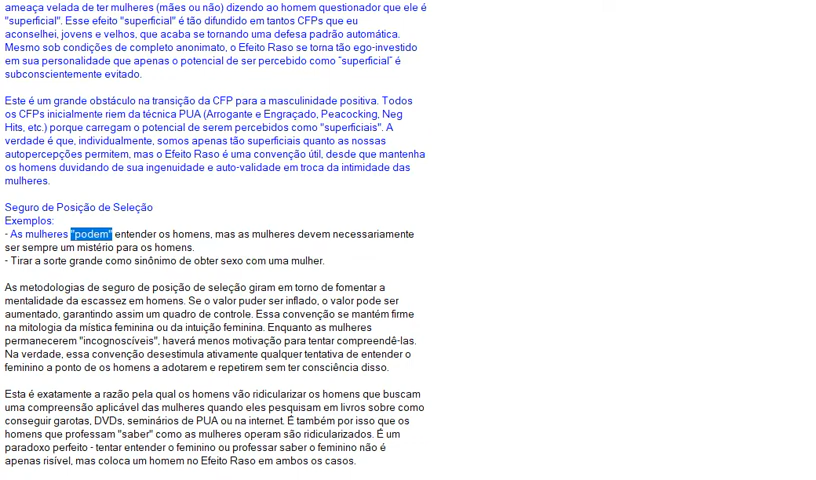 ameaça velada de ter mulheres (mães ou não) dizendo ao homem questionador que ele é
"superficial". Esse efeito "superficial" é tão difundido em tantos CFPs que eu
aconselhei, jovens e velhos, que acaba se tornando uma defesa padrão automática.
Mesmo sob condições de completo anonimato, o Efeito Raso se torna tão ego-investido
em sua personalidade que apenas o potencial de ser percebido como "superficial" é
subconscientemente evitado.

Este é um grande obstáculo na transição da CFP para a masculinidade positiva. Todos
os CFPs inicialmente riem da técnica PUA (Arrogante e Engraçado, Peacocking, Neg
Hits, etc.) porque carregam o potencial de serem percebidos como "superficiais". A
verdade é que, individualmente, somos apenas tão superficiais quanto as nossas
autopercepções permitem, mas o Efeito Raso é uma convenção útil, desde que mantenha
os homens duvidando de sua ingenuidade e auto-validade em troca da intimidade das
mulheres.

Seguro de Posição de Seleção
Exemplos:
- As mulheres "podem" entender os homens, mas as mulheres devem necessariamente
ser sempre um mistério para os homens.
- Tirar a sorte grande como sinônimo de obter sexo com uma mulher.

As metodologias de seguro de posição de seleção giram em torno de fomentar a
mentalidade da escassez em homens. Se o valor puder ser inflado, o valor pode ser
aumentado, garantindo assim um quadro de controle. Essa convenção se mantém firme
na mitologia da mística feminina ou da intuição feminina. Enquanto as mulheres
permanecerem "incognoscíveis", haverá menos motivação para tentar compreendê-las.
Na verdade, essa convenção desestimula ativamente qualquer tentativa de entender o
feminino a ponto de os homens a adotarem e repetirem sem ter consciência disso.

Esta é exatamente a razão pela qual os homens vão ridicularizar os homens que buscam
uma compreensão aplicável das mulheres quando eles pesquisam em livros sobre como
conseguir garotas, DVDs, seminários de PUA ou na internet. É também por isso que os
homens que professam "saber" como as mulheres operam são ridicularizados. É um
paradoxo perfeito - tentar entender o feminino ou professar saber o feminino não é
apenas risível, mas coloca um homem no Efeito Raso em ambos os casos.